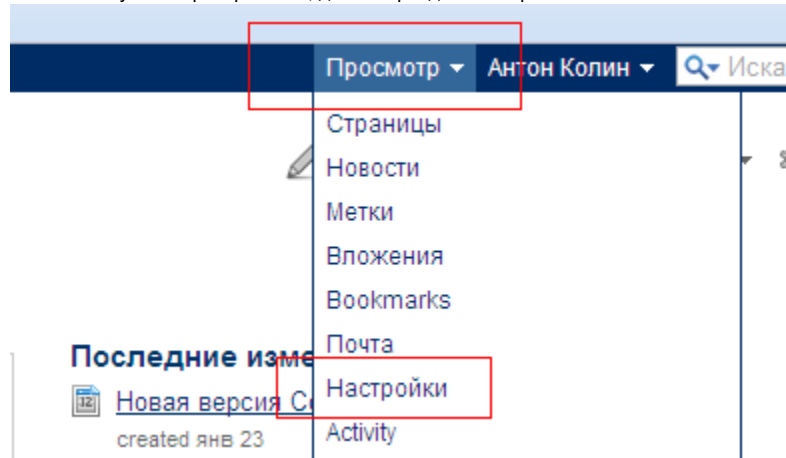 Просмотр Антон Колин Иска
Страницы
Новости
Метки
Вложения
Bookmarks
Почта
Последние изме
Настройки
Новая версия Co
Activity
created янв 23